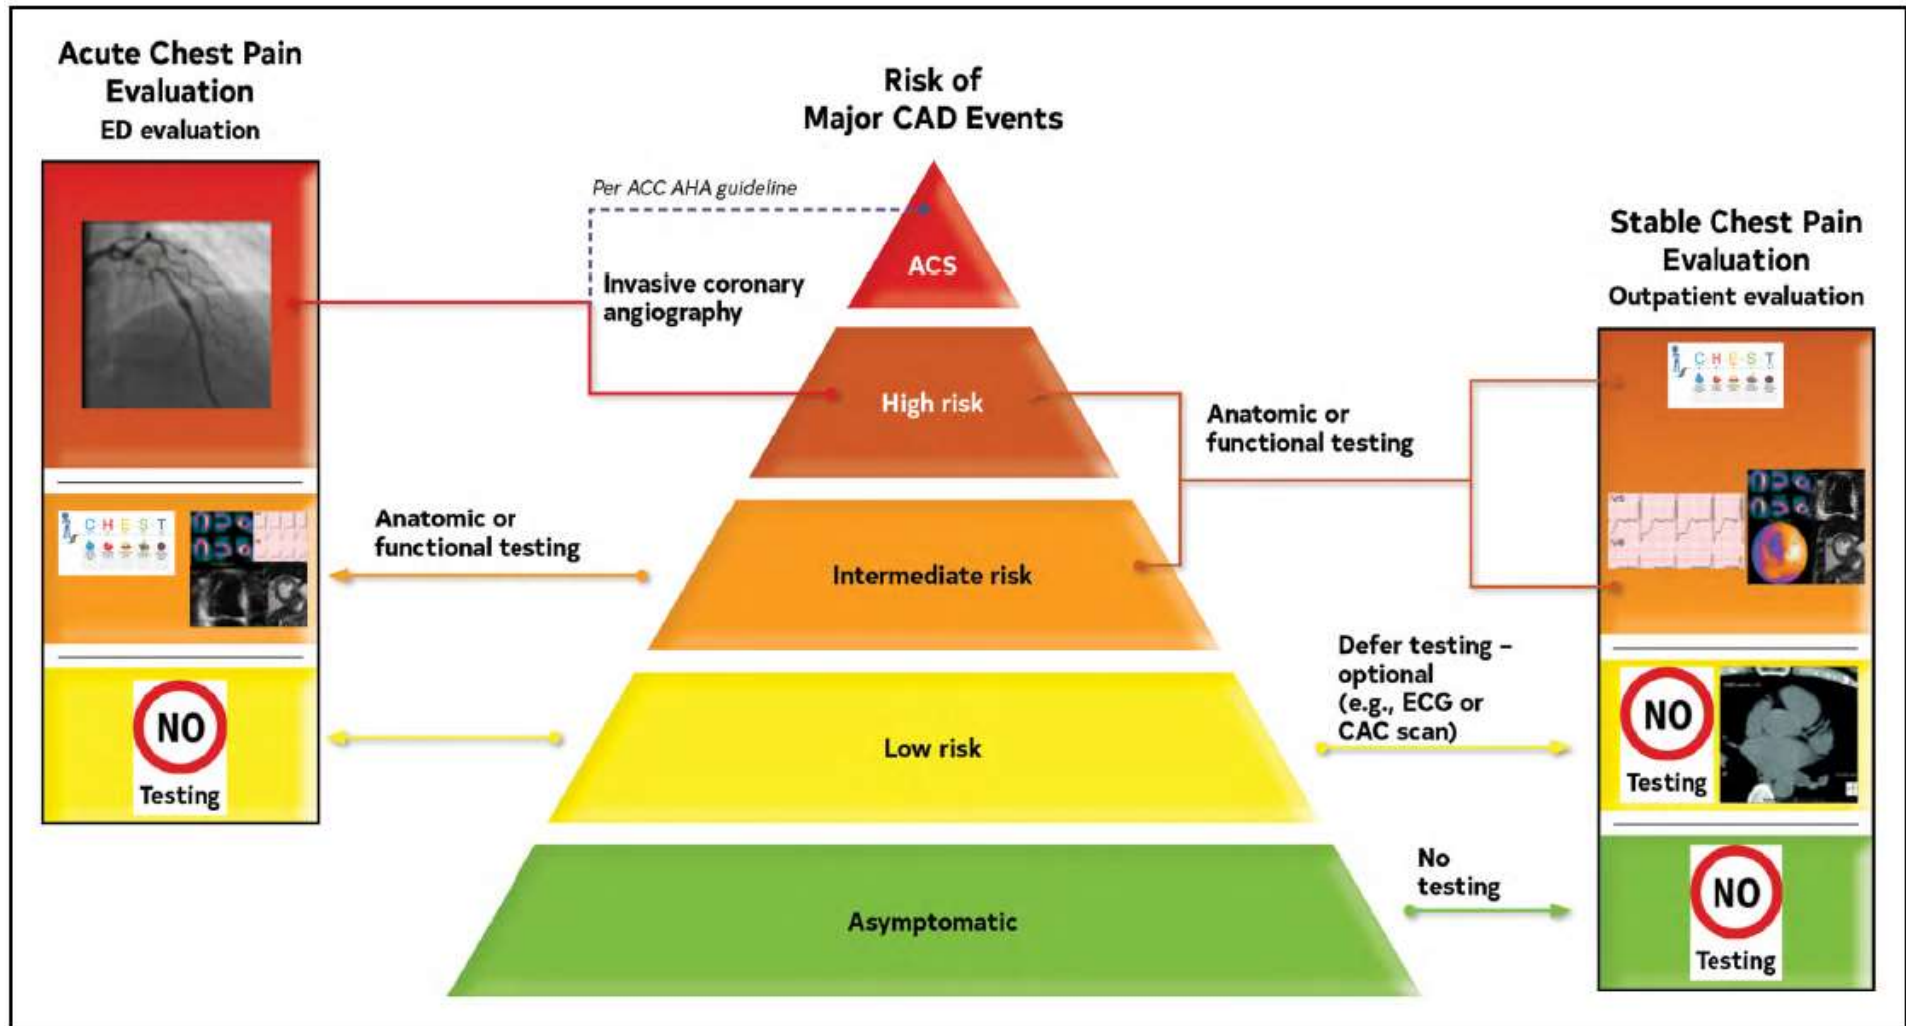 Acute Chest Pain
Evaluation
ED evaluation
C H E S T
NO
Testing
Risk of
Major CAD Events
Per ACC AHA guideline
Invasive coronary
angiography
Anatomic or
functional testing
ACS
High risk
Intermediate risk
Low risk
Asymptomatic
Anatomic or
functional testing
Defer testing –
optional
(e.g., ECG or
CAC scan)
No
testing
Stable Chest Pain
Evaluation
Outpatient evaluation
C H E S T
V5
NO
Testing
NO
Testing